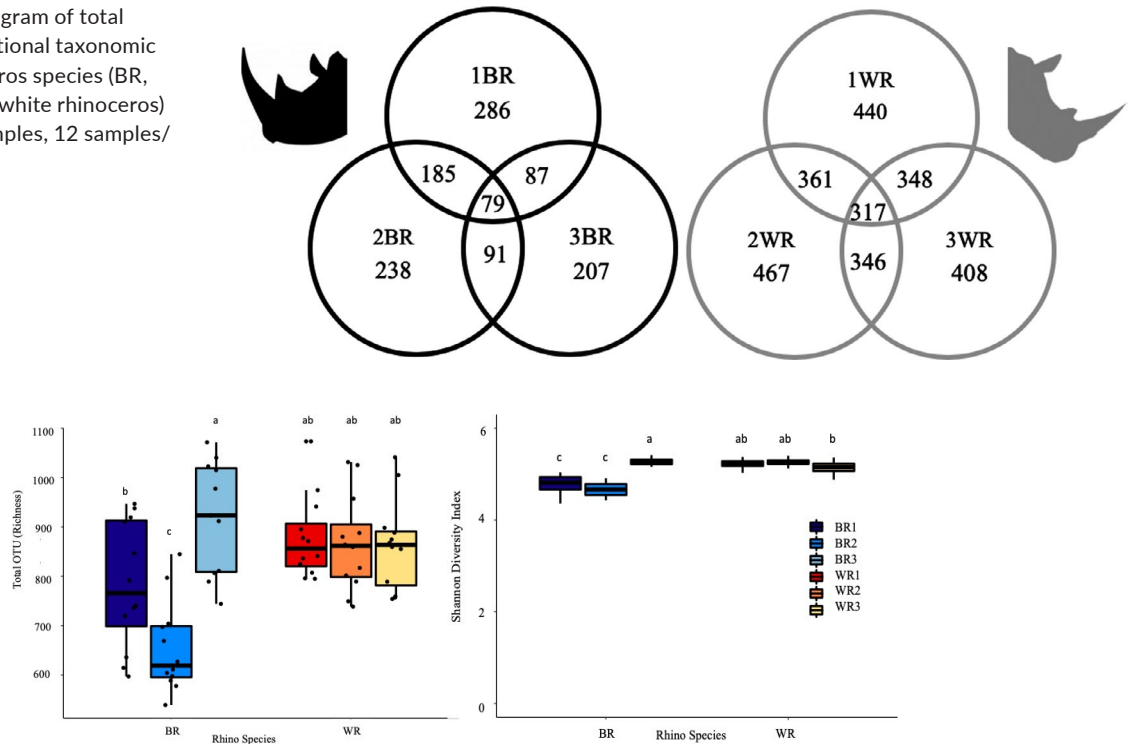 gram of total
tional taxonomic
ros species (BR,
white rhinoceros)
nples, 12 samples/
1BR
286
185
87
79
2BR
238
91
3BR
207
1WR
440
361
348
317
2WR
467
346
3WR
408
Total OTU (Richness)
1100
1000
900
800
700
600
b
c
a
ab
ab
ab
BR
Rhino Species
WR
Shannon Diversity Index
6
4
2
0
c
c
a
ab
ab
b
BR1
BR2
BR3
WR1
WR2
WR3
BR
Rhino Species
WR